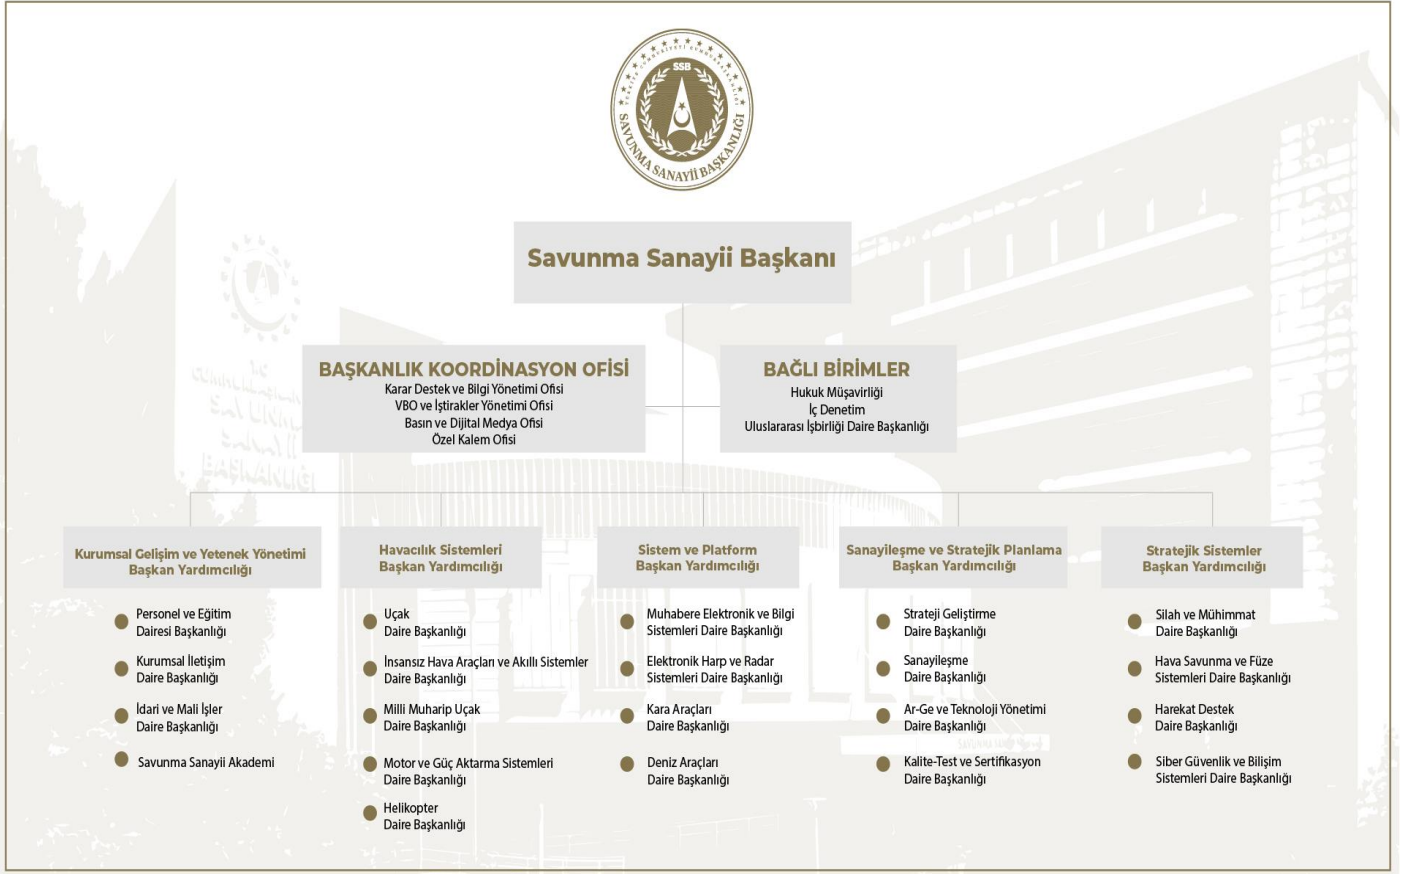 TÜRKİYE CUMHURİYETİ CUMHURBAŞKANLIĞI
SSB
SAVUNMA SANAYİİ BAŞKANLIĞI
Savunma Sanayii Başkanı
BAŞKANLIK KOORDİNASYON OFİSİ
Karar Destek ve Bilgi Yönetimi Ofisi
VBO ve İştirakler Yönetimi Ofisi
Basın ve Dijital Medya Ofisi
Özel Kalem Ofisi
BAĞLI BİRİMLER
Hukuk Müşavirliği
İç Denetim
Uluslararası İşbirliği Daire Başkanlığı
T.C
SAVUNMA
SANAYİİ
BAŞKANLIĞI
Kurumsal Gelişim ve Yetenek Yönetimi
Başkan Yardımcılığı
Personel ve Eğitim
Dairesi Başkanlığı
Kurumsal İletişim
Daire Başkanlığı
İdari ve Mali İşler
Daire Başkanlığı
Savunma Sanayii Akademi
Havacılık Sistemleri
Başkan Yardımcılığı
Uçak
Daire Başkanlığı
İnsansız Hava Araçları ve Akıllı Sistemler
Daire Başkanlığı
Milli Muharip Uçak
Daire Başkanlığı
Motor ve Güç Aktarma Sistemleri
Daire Başkanlığı
Helikopter
Daire Başkanlığı
Sistem ve Platform
Başkan Yardımcılığı
Muhabere Elektronik ve Bilgi
Sistemleri Daire Başkanlığı
Elektronik Harp ve Radar
Sistemleri Daire Başkanlığı
Kara Araçları
Daire Başkanlığı
Deniz Araçları
Daire Başkanlığı
Sanayileşme ve Stratejik Planlama
Başkan Yardımcılığı
Strateji Geliştirme
Daire Başkanlığı
Sanayileşme
Daire Başkanlığı
Ar-Ge ve Teknoloji Yönetimi
Daire Başkanlığı
Kalite-Test ve Sertifikasyon
Daire Başkanlığı
Stratejik Sistemler
Başkan Yardımcılığı
Silah ve Mühimmat
Daire Başkanlığı
Hava Savunma ve Füze
Sistemleri Daire Başkanlığı
Harekat Destek
Daire Başkanlığı
Siber Güvenlik ve Bilişim
Sistemleri Daire Başkanlığı